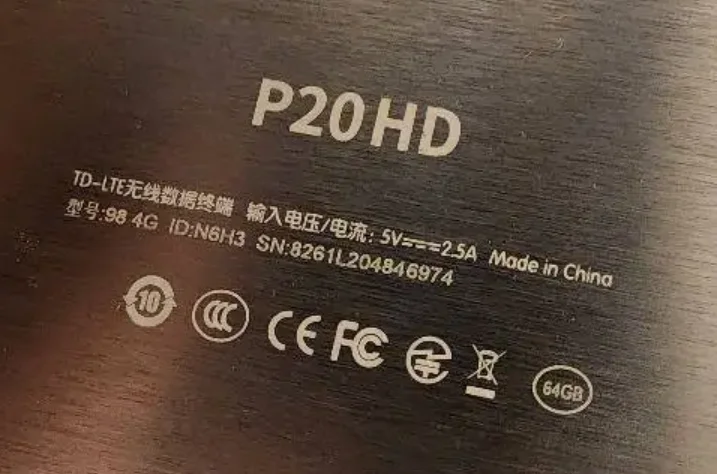 P20HD
TD-LTE无线数据终端 输入电压/电流: 5V⎓2.5A Made in China
型号:98 4G ID:N6H3 SN:8261L204846974
10 CCC CE FC 64GB